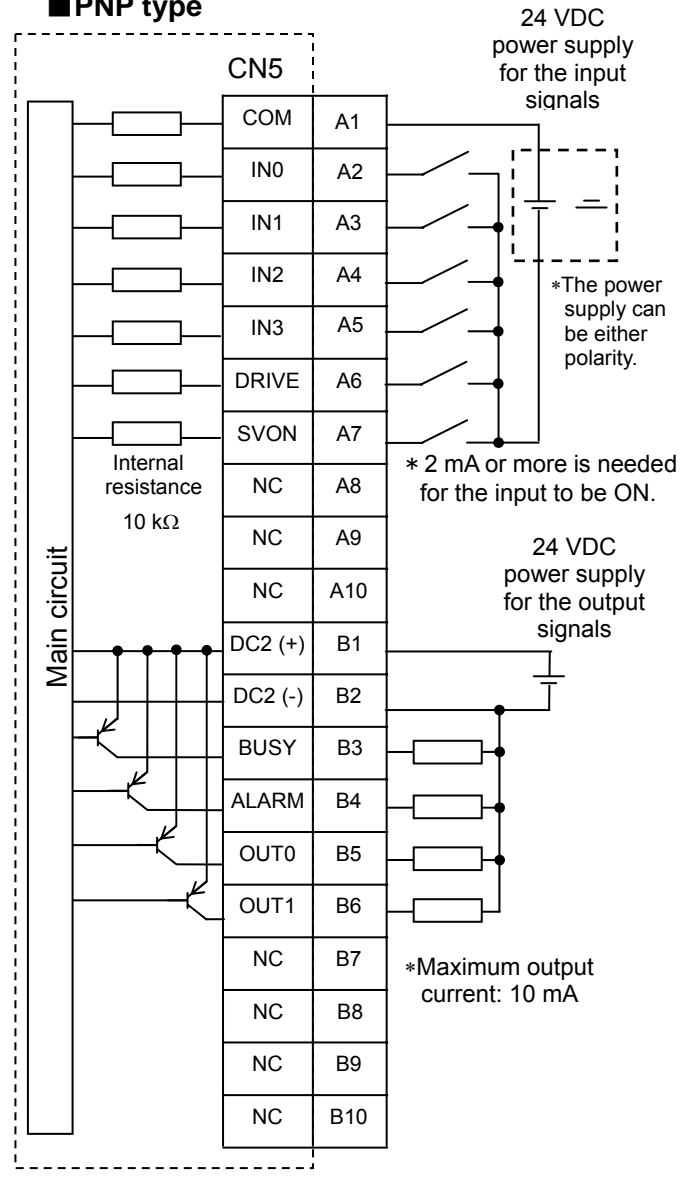 ■PNP type
24 VDC
power supply
for the input
signals
CN5
COM A1
IN0 A2
IN1 A3
IN2 A4
IN3 A5
DRIVE A6
SVON A7
NC A8
NC A9
NC A10
DC2 (+) B1
DC2 (-) B2
BUSY B3
ALARM B4
OUT0 B5
OUT1 B6
NC B7
NC B8
NC B9
NC B10
*The power
supply can
be either
polarity.
Internal
resistance
10 kΩ
* 2 mA or more is needed
for the input to be ON.
Main circuit
24 VDC
power supply
for the output
signals
*Maximum output
current: 10 mA